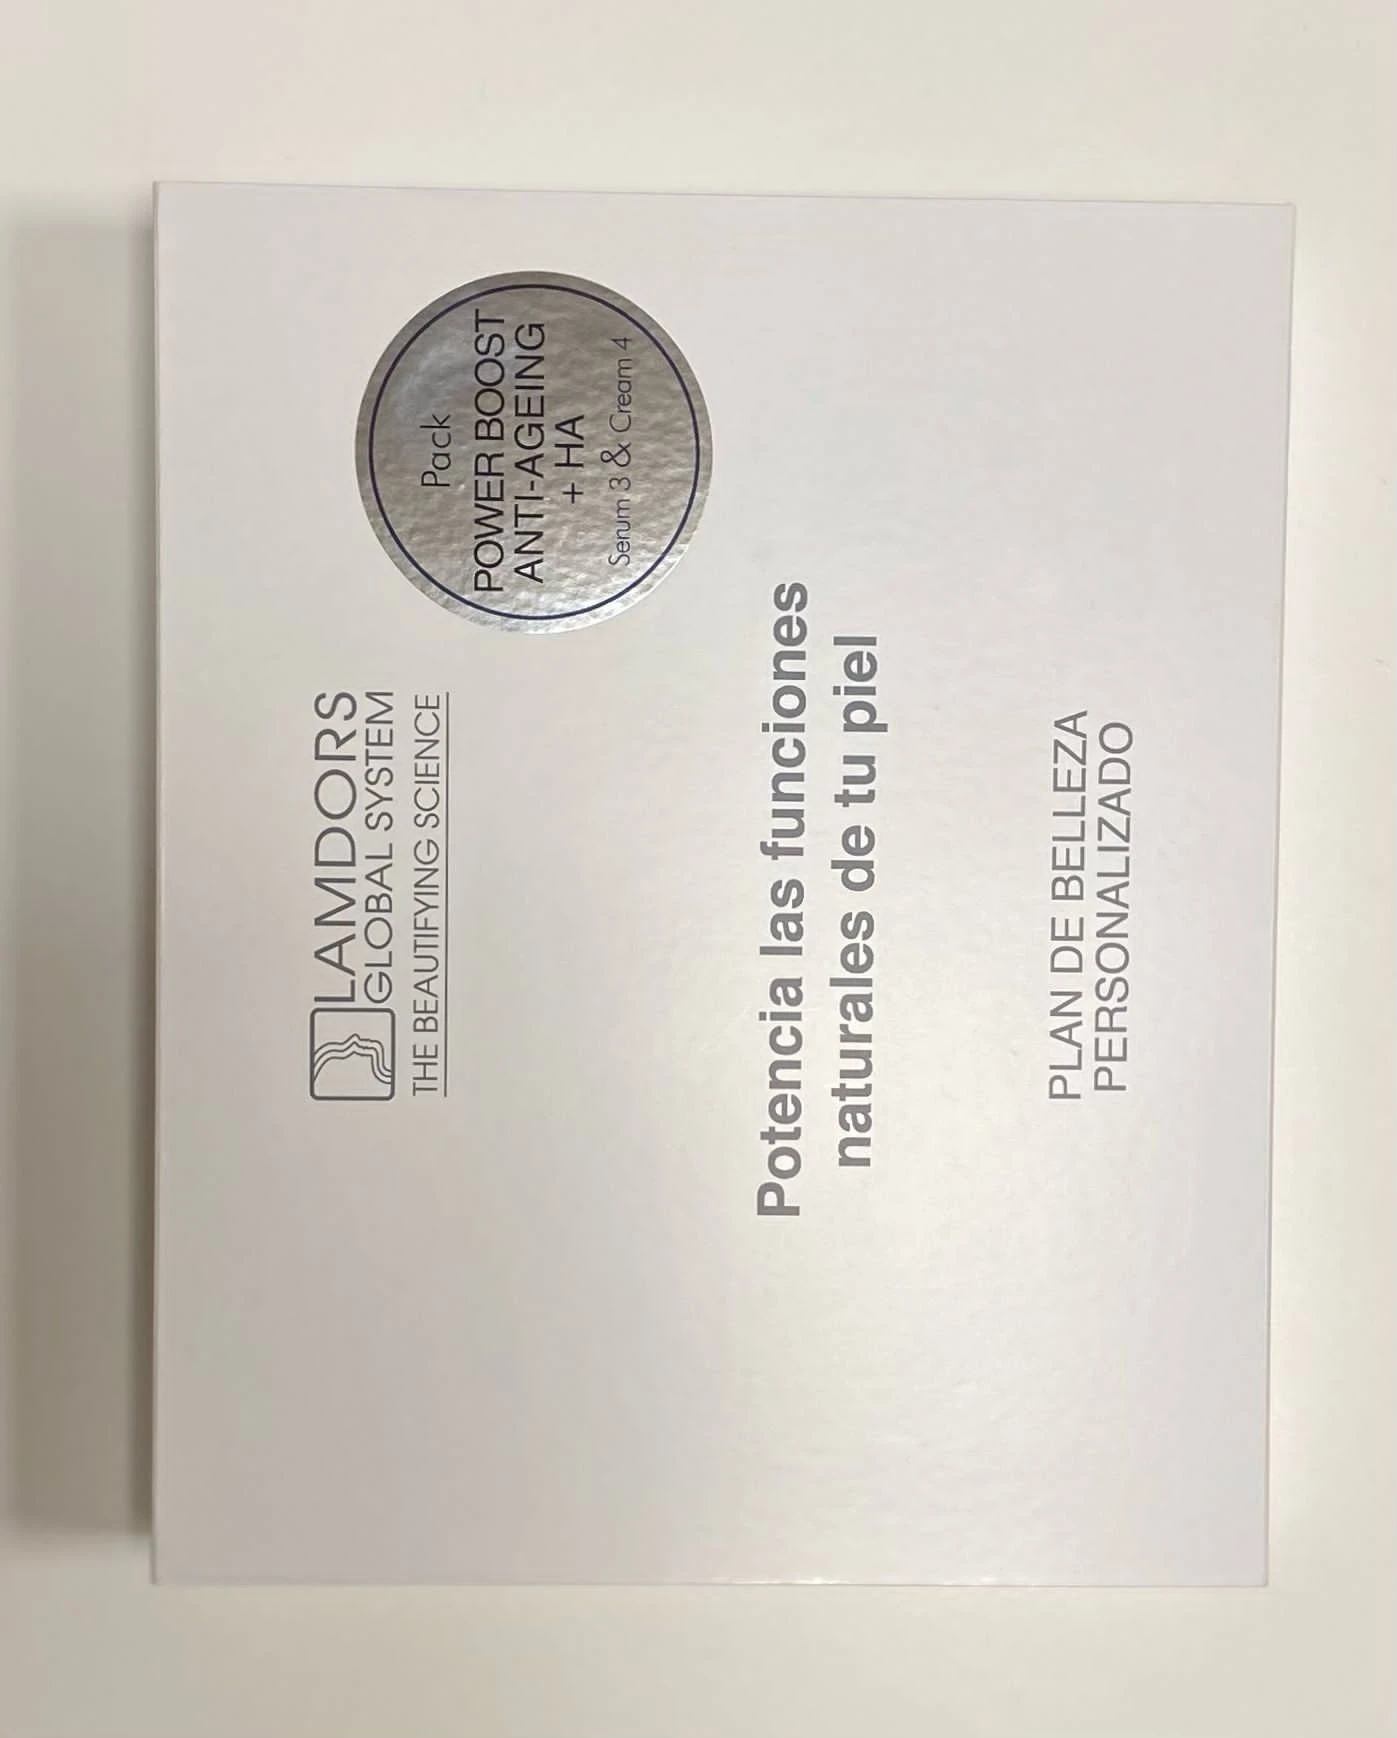 LAMDORS
GLOBAL SYSTEM
THE BEAUTIFYING SCIENCE
Pack
POWER BOOST
ANTI-AGEING
+ HA
Serum 3 & Cream 4
Potencia las funciones
naturales de tu piel
PLAN DE BELLEZA
PERSONALIZADO